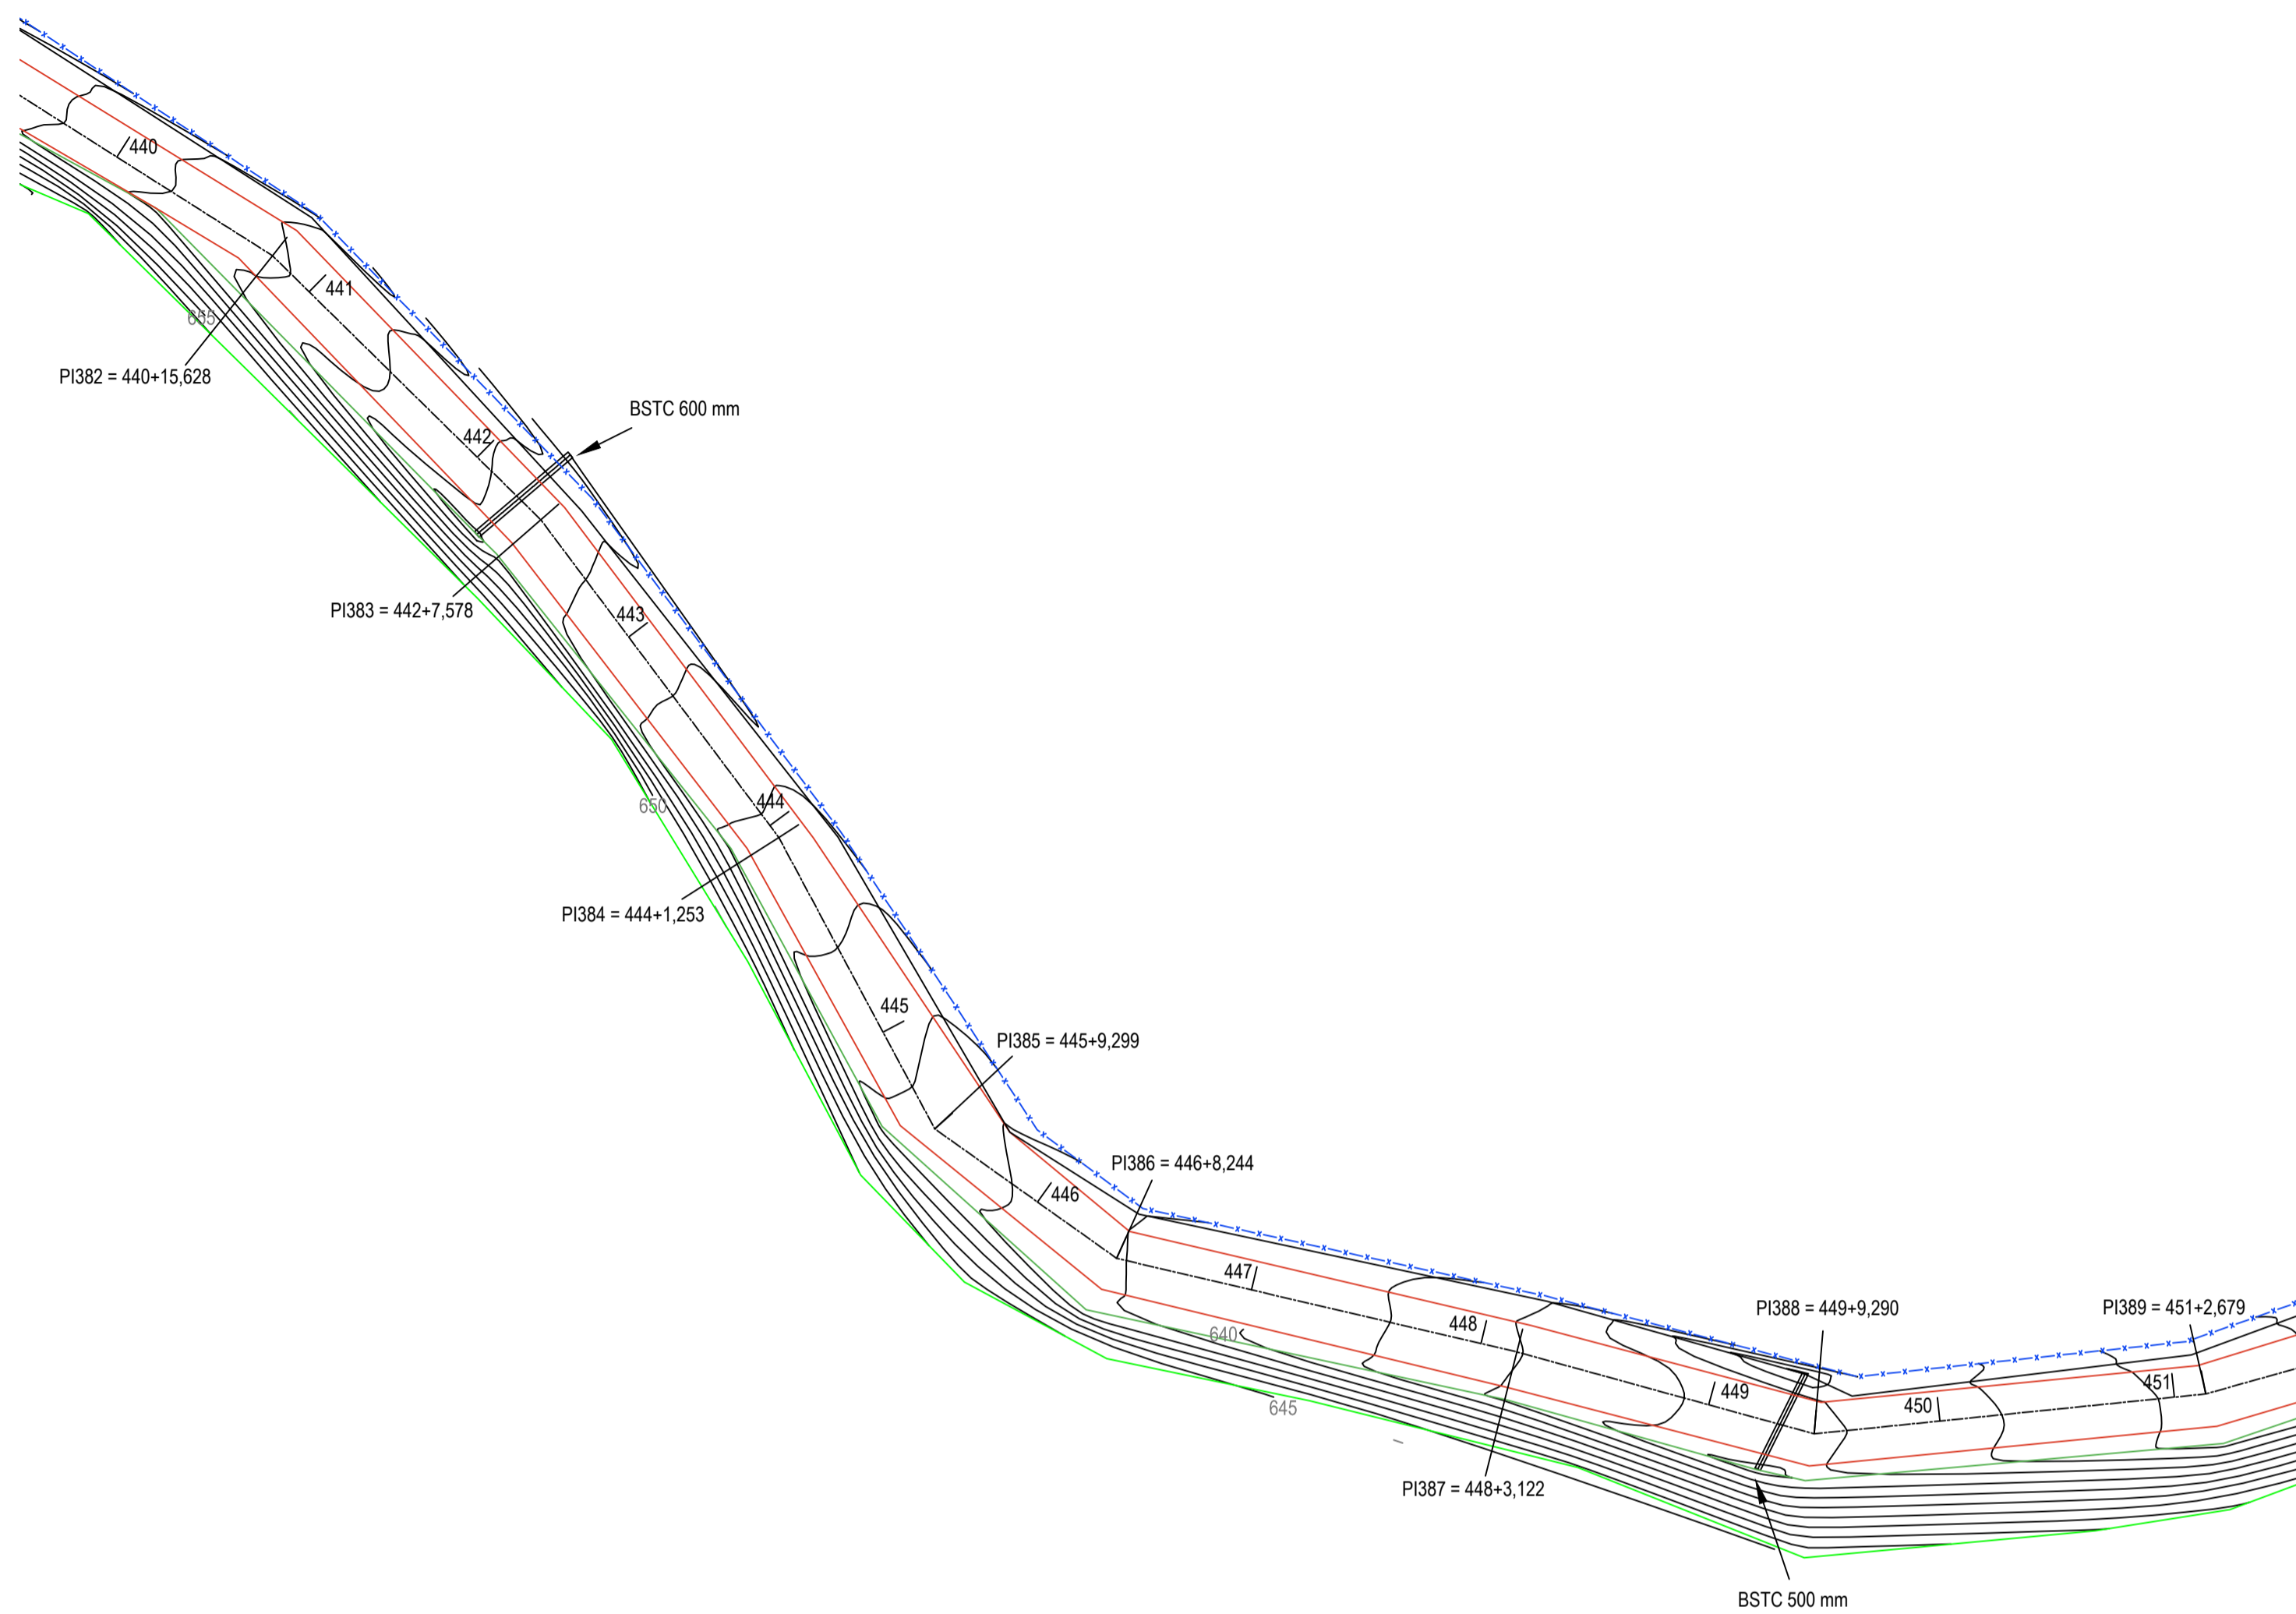 440
441
655
PI382 = 440+15,628
BSTC 600 mm
442
PI383 = 442+7,578
443
444
650
PI384 = 444+1,253
445
PI385 = 445+9,299
PI386 = 446+8,244
446
447
PI388 = 449+9,290
PI389 = 451+2,679
448
640
451
449
450
645
PI387 = 448+3,122
BSTC 500 mm